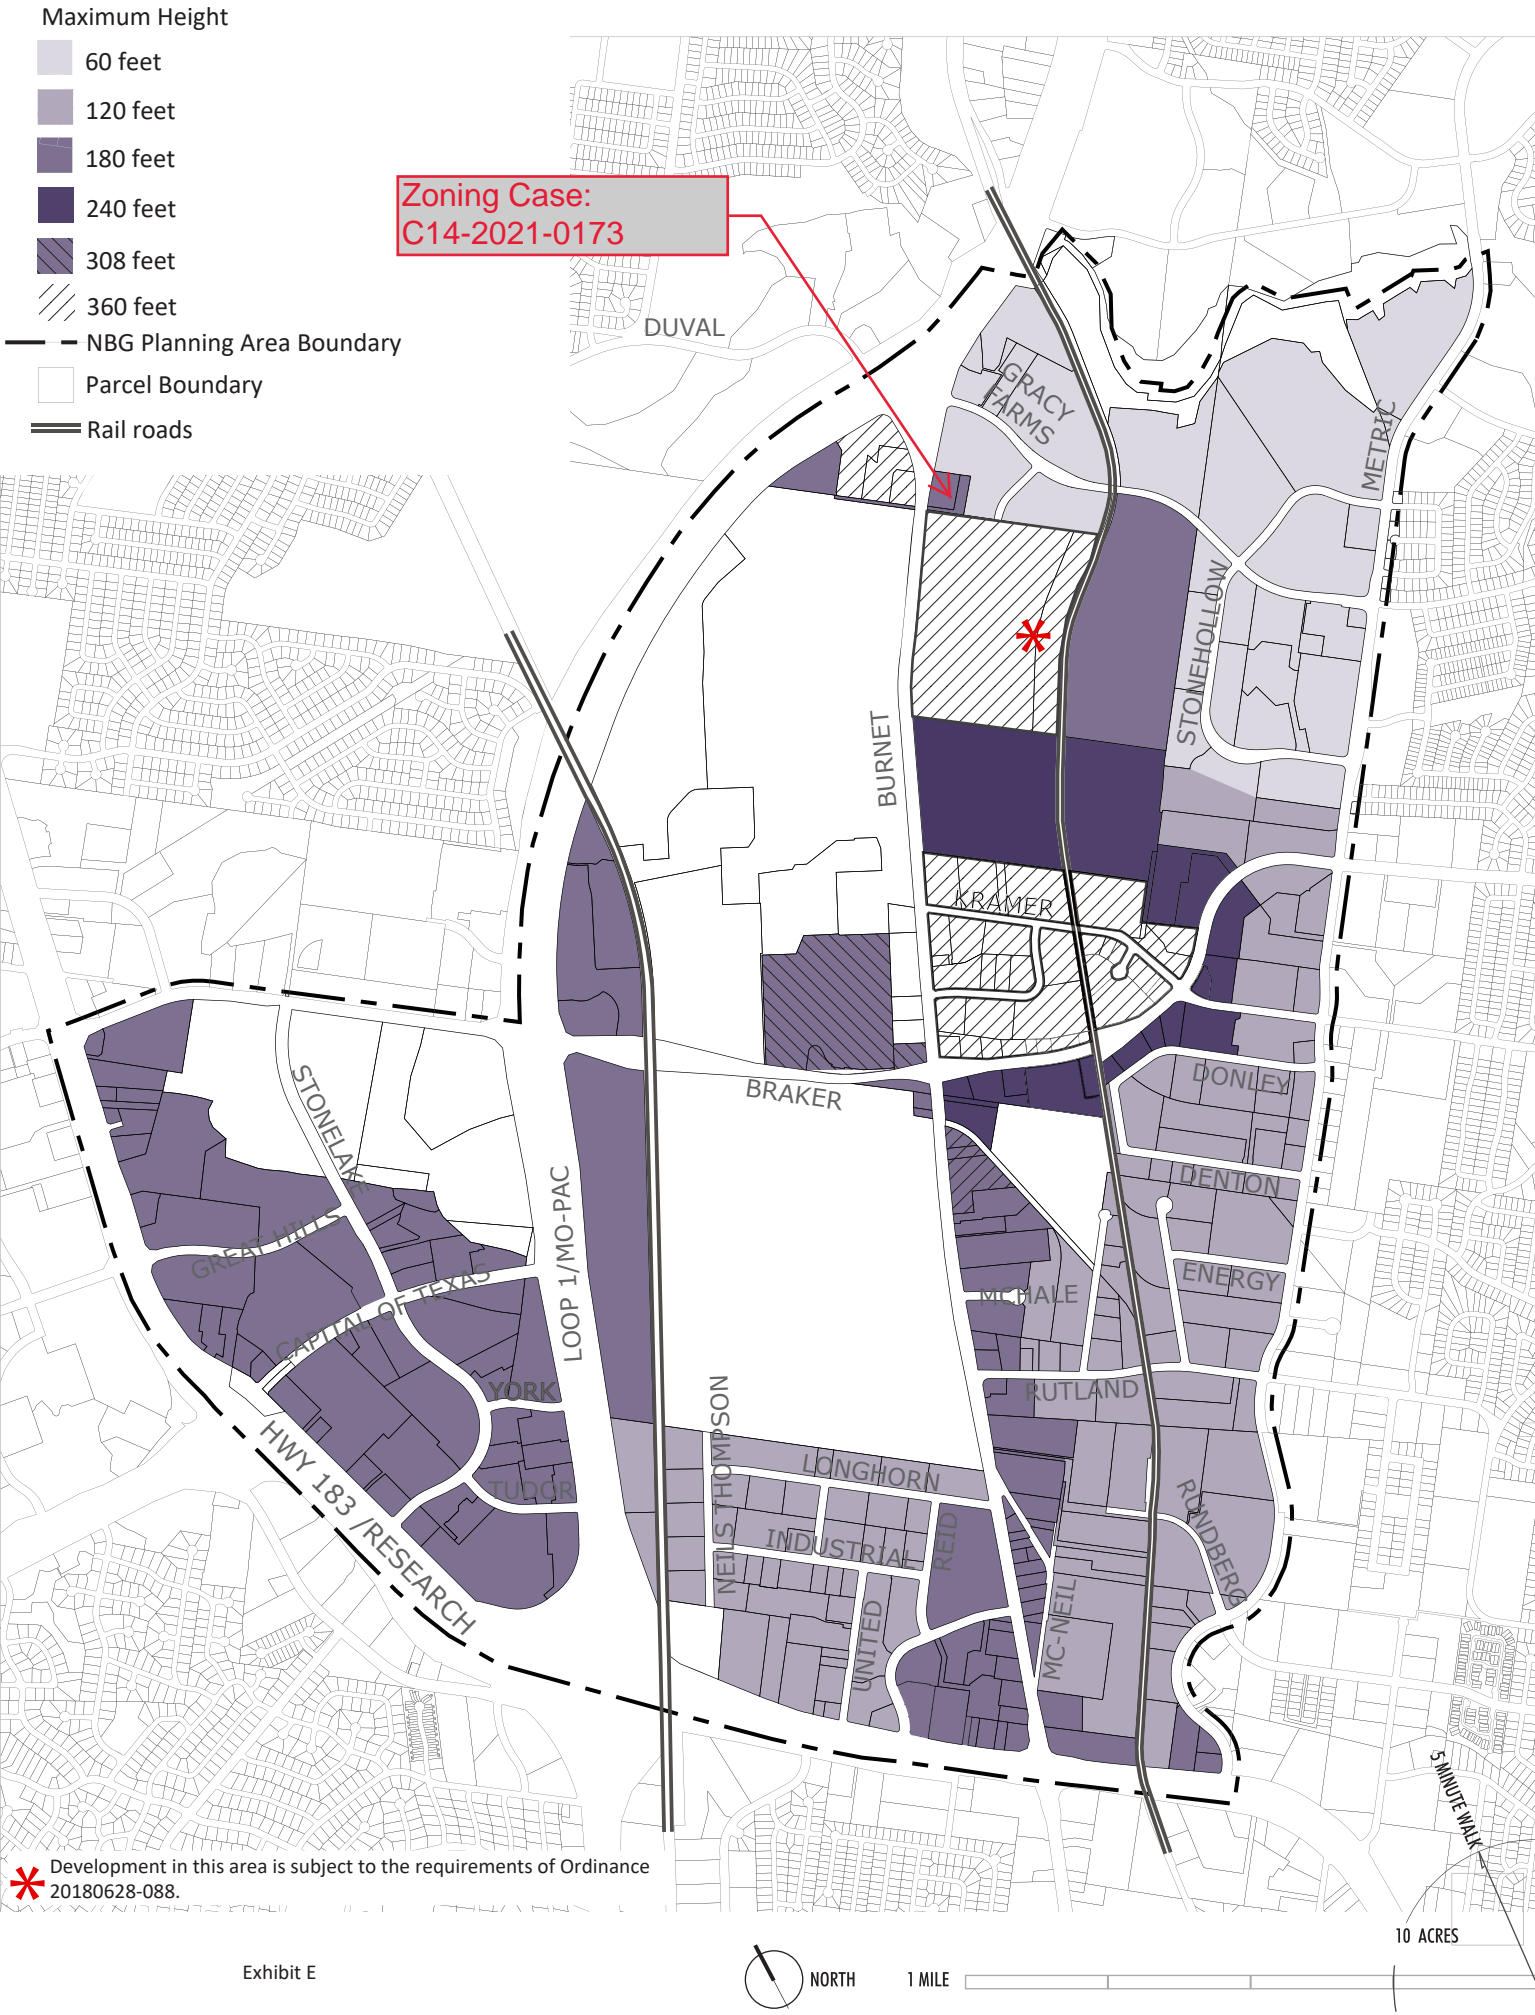 Maximum Height
60 feet
120 feet
180 feet
240 feet
308 feet
360 feet
NBG Planning Area Boundary
Parcel Boundary
Rail roads
Zoning Case:
C14-2021-0173
DUVAL
GRACY
FARMS
METRIC
STONEHOLLOW
BURNET
KRAMER
BRAKER
DONLEY
STONELAKE
DENTON
LOOP 1/MO-PAC
GREAT HILLS
ENERGY
CAPITAL OF TEXAS
MCHALE
YORK
RUTLAND
NEILS THOMPSON
HWY 183 /RESEARCH
LONGHORN
TUDOR
RUNDBERG
INDUSTRIAL
REID
UNITED
MC-NEIL
5 MINUTE WALK
Development in this area is subject to the requirements of Ordinance
20180628-088.
10 ACRES
Exhibit E
NORTH
1 MILE